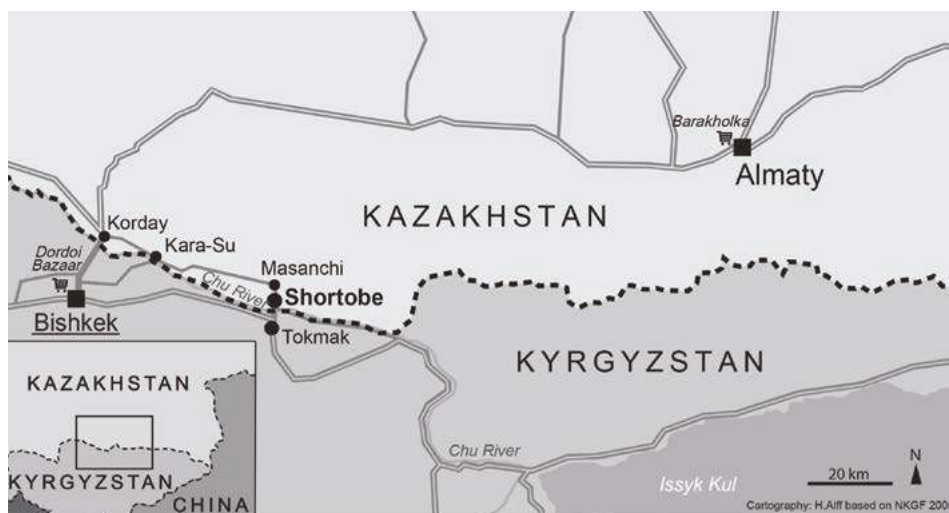 Barakholka
Almaty
KAZAKHSTAN
Korday
Kara-Su
Dordoi
Bazaar
Masanchi
Chu River
Shortobe
Bishkek
Tokmak
KYRGYZSTAN
KAZAKHSTAN
KYRGYZSTAN
CHINA
Chu River
Issyk Kul
20 km
N
Cartography: H.Alff based on NKGF 200